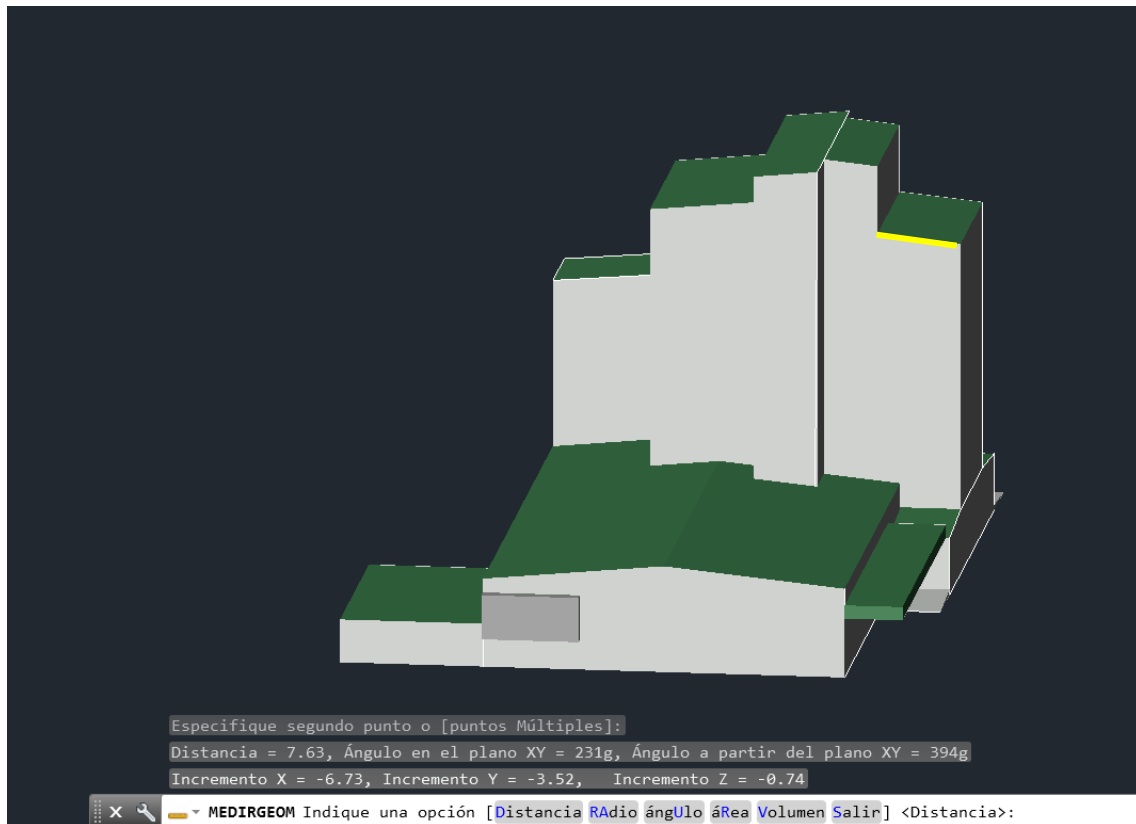 Especifique segundo punto o [puntos Múltiples]:
Distancia = 7.63, Ángulo en el plano XY = 231g, Ángulo a partir del plano XY = 394g
Incremento X = -6.73, Incremento Y = -3.52,   Incremento Z = -0.74
MEDIRGEOM Indique una opción [Distancia RAdio ángUlo áRea Volumen Salir] <Distancia>: